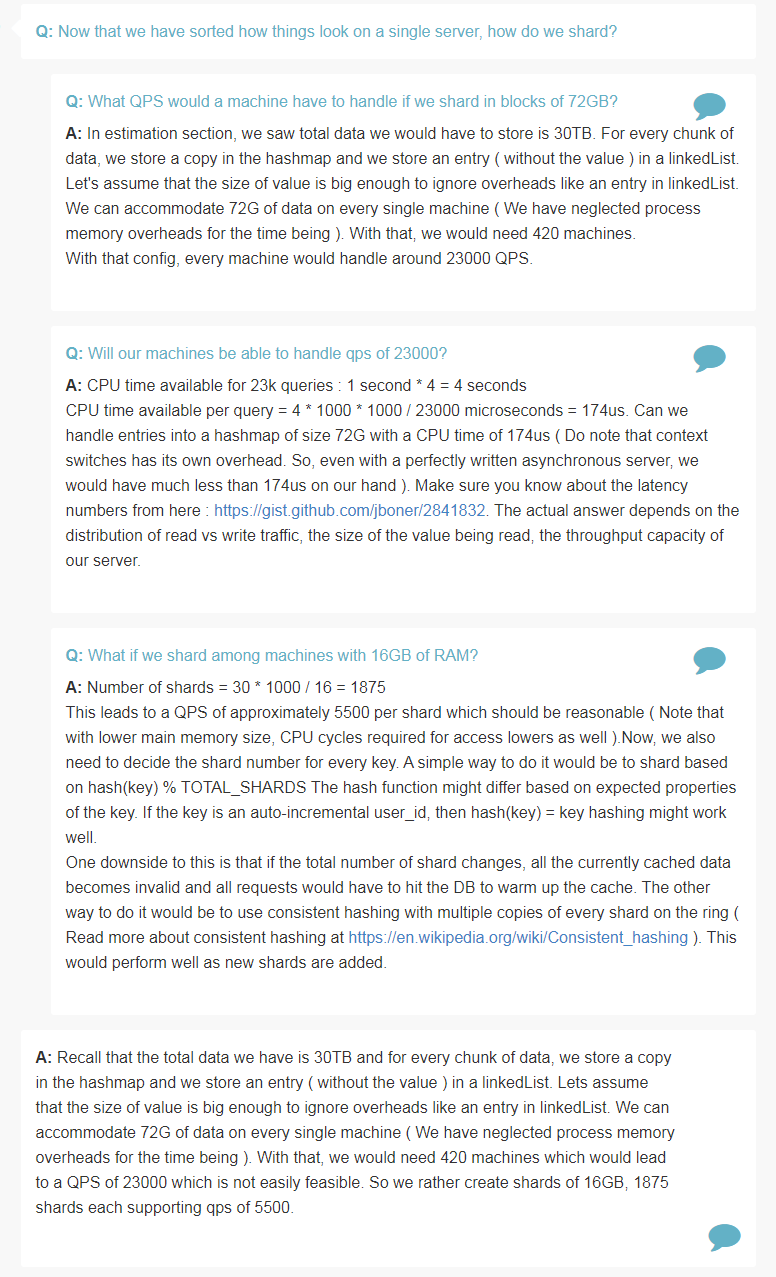 Q: Now that we have sorted how things look on a single server, how do we shard?
Q: What QPS would a machine have to handle if we shard in blocks of 72GB?
A: In estimation section, we saw total data we would have to store is 30TB. For every chunk of
data, we store a copy in the hashmap and we store an entry ( without the value ) in a linkedList.
Let's assume that the size of value is big enough to ignore overheads like an entry in linkedList.
We can accommodate 72G of data on every single machine ( We have neglected process
memory overheads for the time being ). With that, we would need 420 machines.
With that config, every machine would handle around 23000 QPS.
Q: Will our machines be able to handle qps of 23000?
A: CPU time available for 23k queries : 1 second * 4 = 4 seconds
CPU time available per query = 4 * 1000 * 1000 / 23000 microseconds = 174us. Can we
handle entries into a hashmap of size 72G with a CPU time of 174us ( Do note that context
switches has its own overhead. So, even with a perfectly written asynchronous server, we
would have much less than 174us on our hand ). Make sure you know about the latency
numbers from here : https://gist.github.com/jboner/2841832. The actual answer depends on the
distribution of read vs write traffic, the size of the value being read, the throughput capacity of
our server.
Q: What if we shard among machines with 16GB of RAM?
A: Number of shards = 30 * 1000 / 16 = 1875
This leads to a QPS of approximately 5500 per shard which should be reasonable ( Note that
with lower main memory size, CPU cycles required for access lowers as well ).Now, we also
need to decide the shard number for every key. A simple way to do it would be to shard based
on hash(key) % TOTAL_SHARDS The hash function might differ based on expected properties
of the key. If the key is an auto-incremental user_id, then hash(key) = key hashing might work
well.
One downside to this is that if the total number of shard changes, all the currently cached data
becomes invalid and all requests would have to hit the DB to warm up the cache. The other
way to do it would be to use consistent hashing with multiple copies of every shard on the ring (
Read more about consistent hashing at https://en.wikipedia.org/wiki/Consistent_hashing ). This
would perform well as new shards are added.
A: Recall that the total data we have is 30TB and for every chunk of data, we store a copy
in the hashmap and we store an entry ( without the value ) in a linkedList. Lets assume
that the size of value is big enough to ignore overheads like an entry in linkedList. We can
accommodate 72G of data on every single machine ( We have neglected process memory
overheads for the time being ). With that, we would need 420 machines which would lead
to a QPS of 23000 which is not easily feasible. So we rather create shards of 16GB, 1875
shards each supporting qps of 5500.